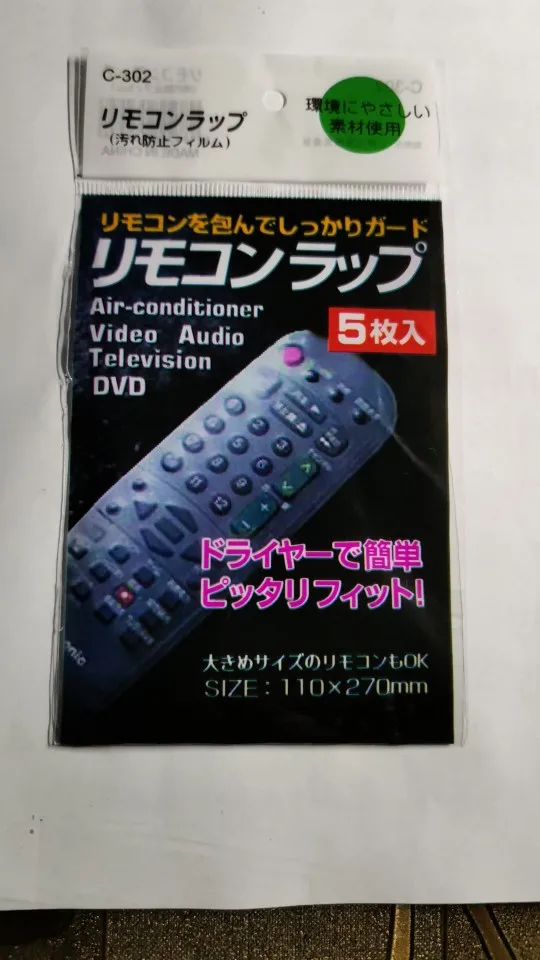 C-302
リモコンラップ
(汚れ防止フィルム)
環境にやさしい
素材使用
MADE IN CHINA
リモコンを包んでしっかりガード
リモコンラップ
5枚入
Air-conditioner
Video Audio
Television
DVD
ドライヤーで簡単
ピッタリフィット!
大きめサイズのリモコンもOK
SIZE：110×270mm